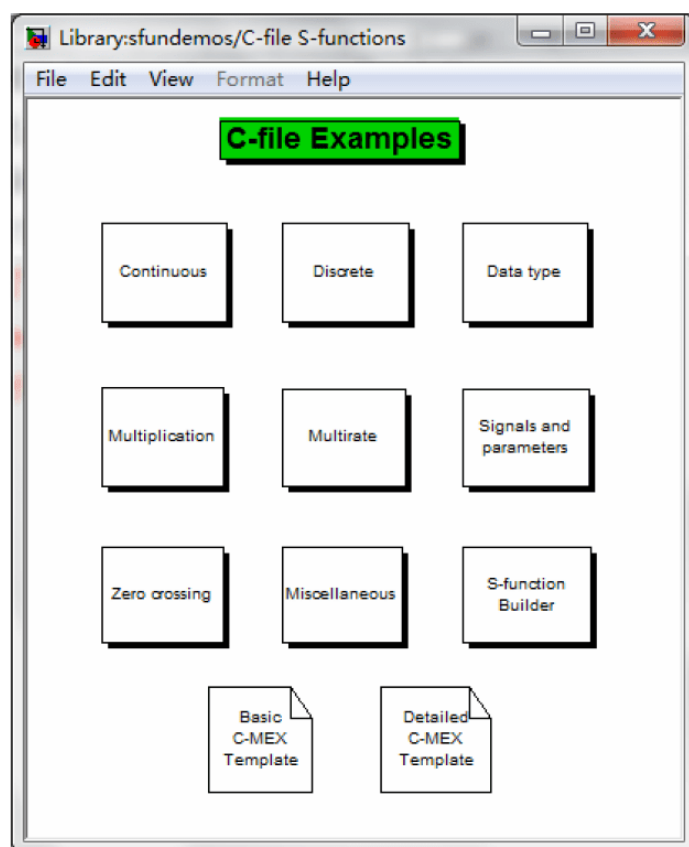 Library:sfundemos/C-file S-functions
File Edit View Format Help
C-file Examples
Continuous
Discrete
Data type
Multiplication
Multirate
Signals and
parameters
Zero crossing
Miscellaneous
S-function
Builder
Basic
C-MEX
Template
Detailed
C-MEX
Template